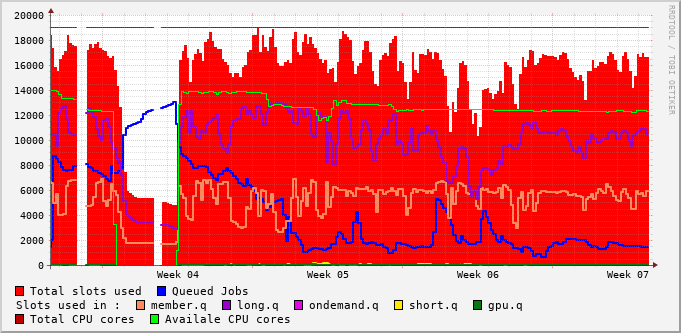 20000
18000
16000
14000
12000
10000
8000
6000
4000
2000
0
Week 04 Week 05 Week 06 Week 07
RRDTOOL / TOBI OETIKER
Total slots used Queued Jobs
Slots used in : member.q long.q ondemand.q short.q gpu.q
Total CPU cores Availale CPU cores